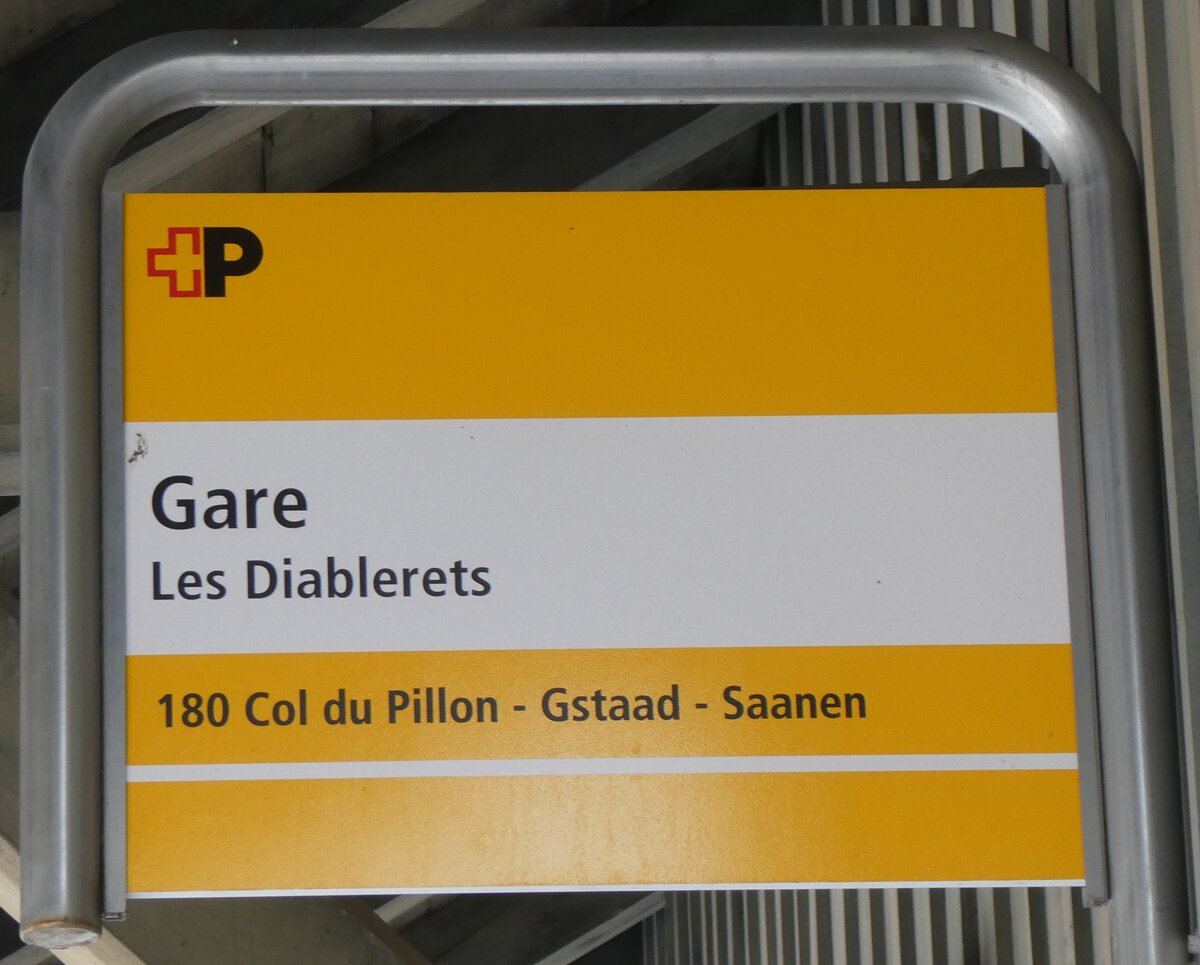 P
Gare
Les Diablerets
180 Col du Pillon - Gstaad - Saanen